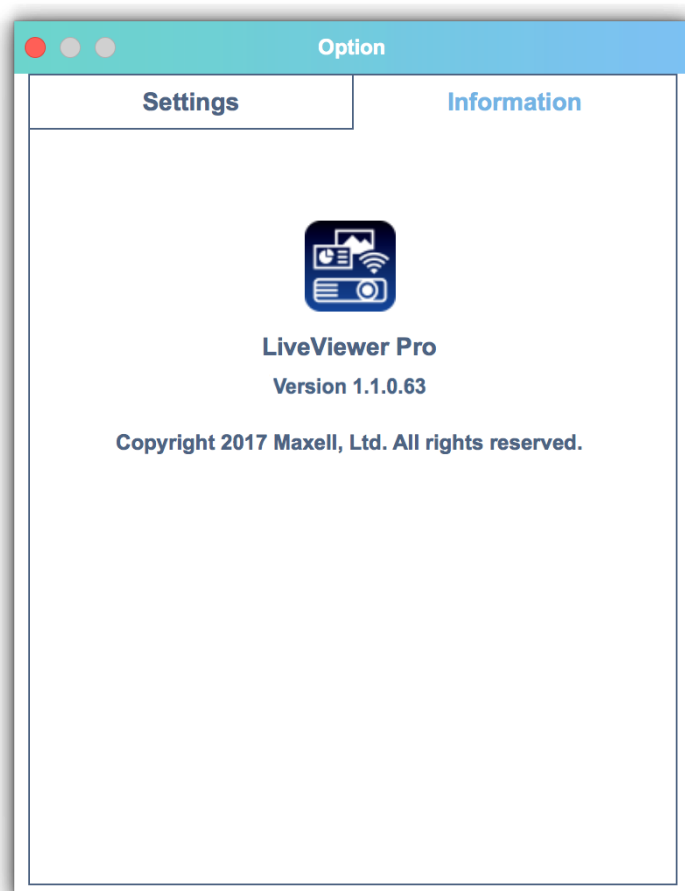 Option
Settings
Information
LiveViewer Pro
Version 1.1.0.63
Copyright 2017 Maxell, Ltd. All rights reserved.